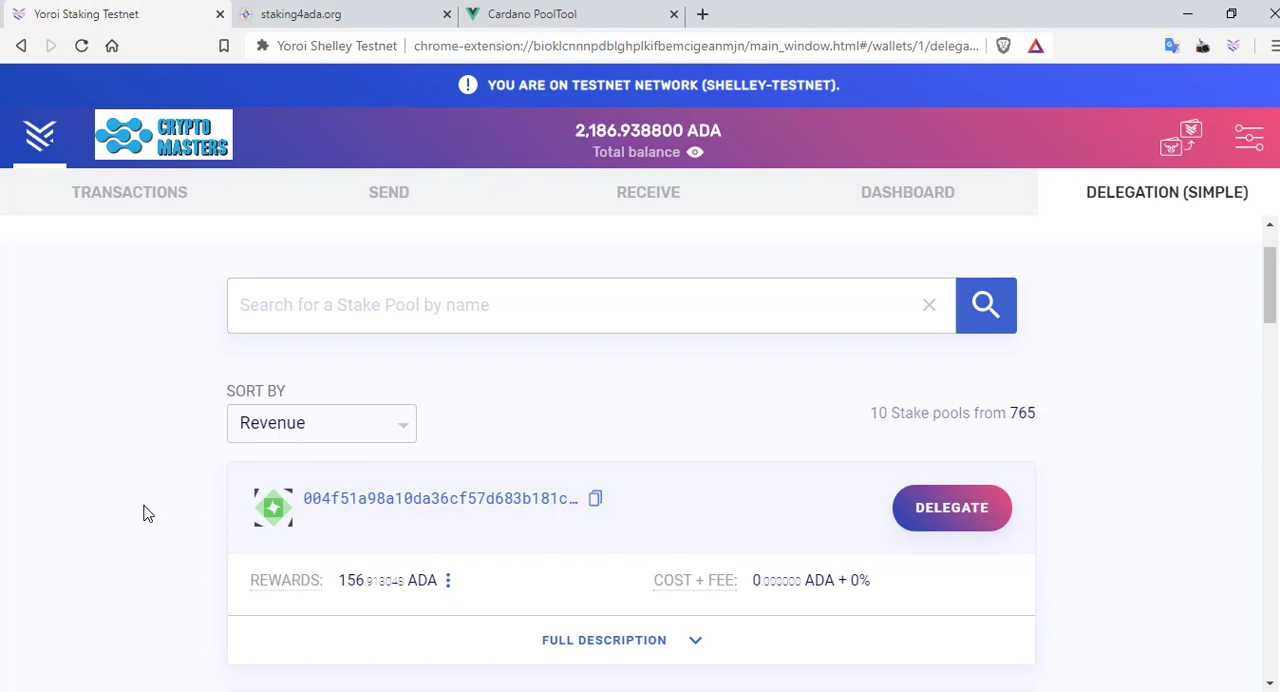 Yoroi Staking Testnet
staking4ada.org
Cardano PoolTool
Yoroi Shelley Testnet
chrome-extension://bioklcnnnpdblghplkifbemcigeanmjn/main_window.html#/wallets/1/delega...
YOU ARE ON TESTNET NETWORK (SHELLEY-TESTNET).
CRYPTO
MASTERS
2,186.938800 ADA
Total balance
TRANSACTIONS
SEND
RECEIVE
DASHBOARD
DELEGATION (SIMPLE)
Search for a Stake Pool by name
SORT BY
Revenue
10 Stake pools from 765
004f51a98a10da36cf57d683b181c...
DELEGATE
REWARDS: 156.913048 ADA
COST + FEE: 0.000000 ADA + 0%
FULL DESCRIPTION